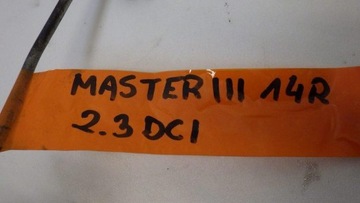 MASTER III 14R
2.3 DCI